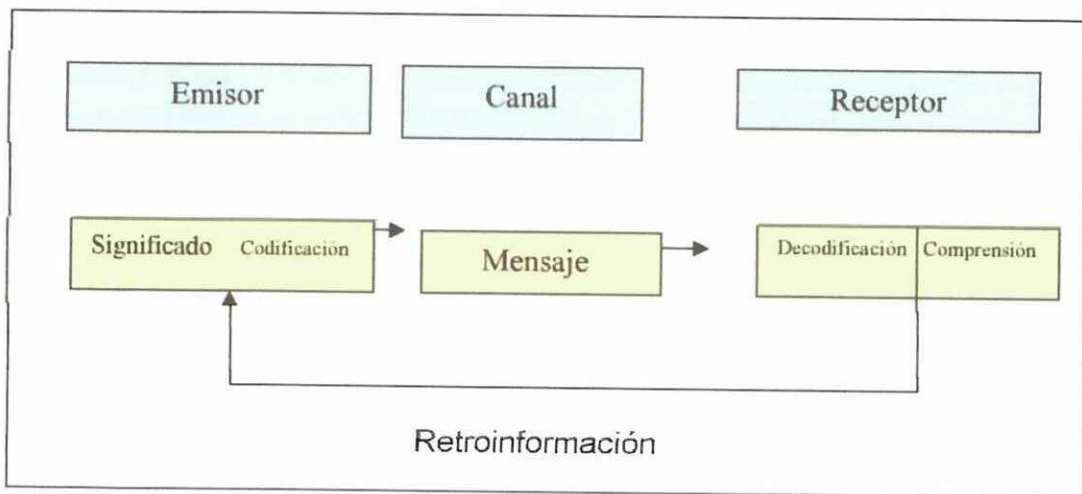 Emisor Canal Receptor
Significado Codificación Mensaje Decodificación Comprensión
Retroinformación